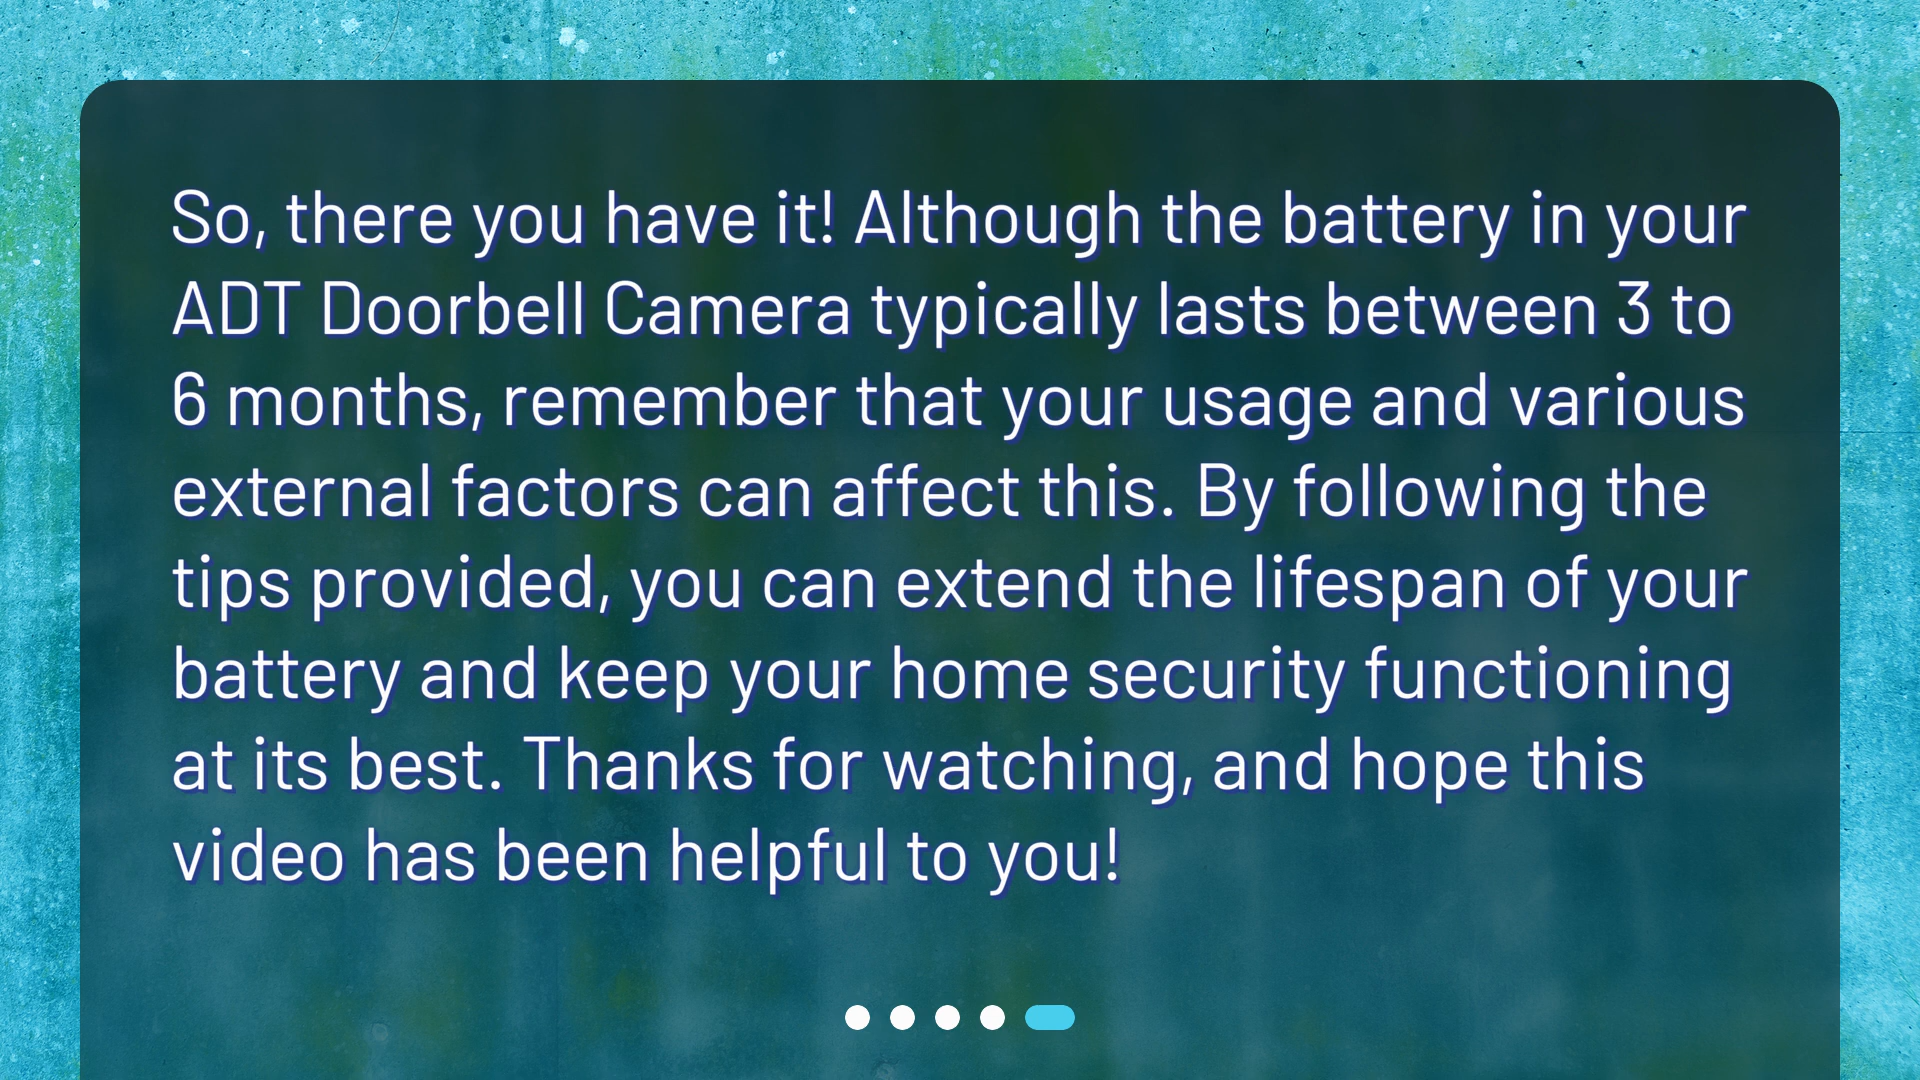 So, there you have it! Although the battery in your
ADT Doorbell Camera typically lasts between 3 to
6 months, remember that your usage and various
external factors can affect this. By following the
tips provided, you can extend the lifespan of your
battery and keep your home security functioning
at its best. Thanks for watching, and hope this
video has been helpful to you!